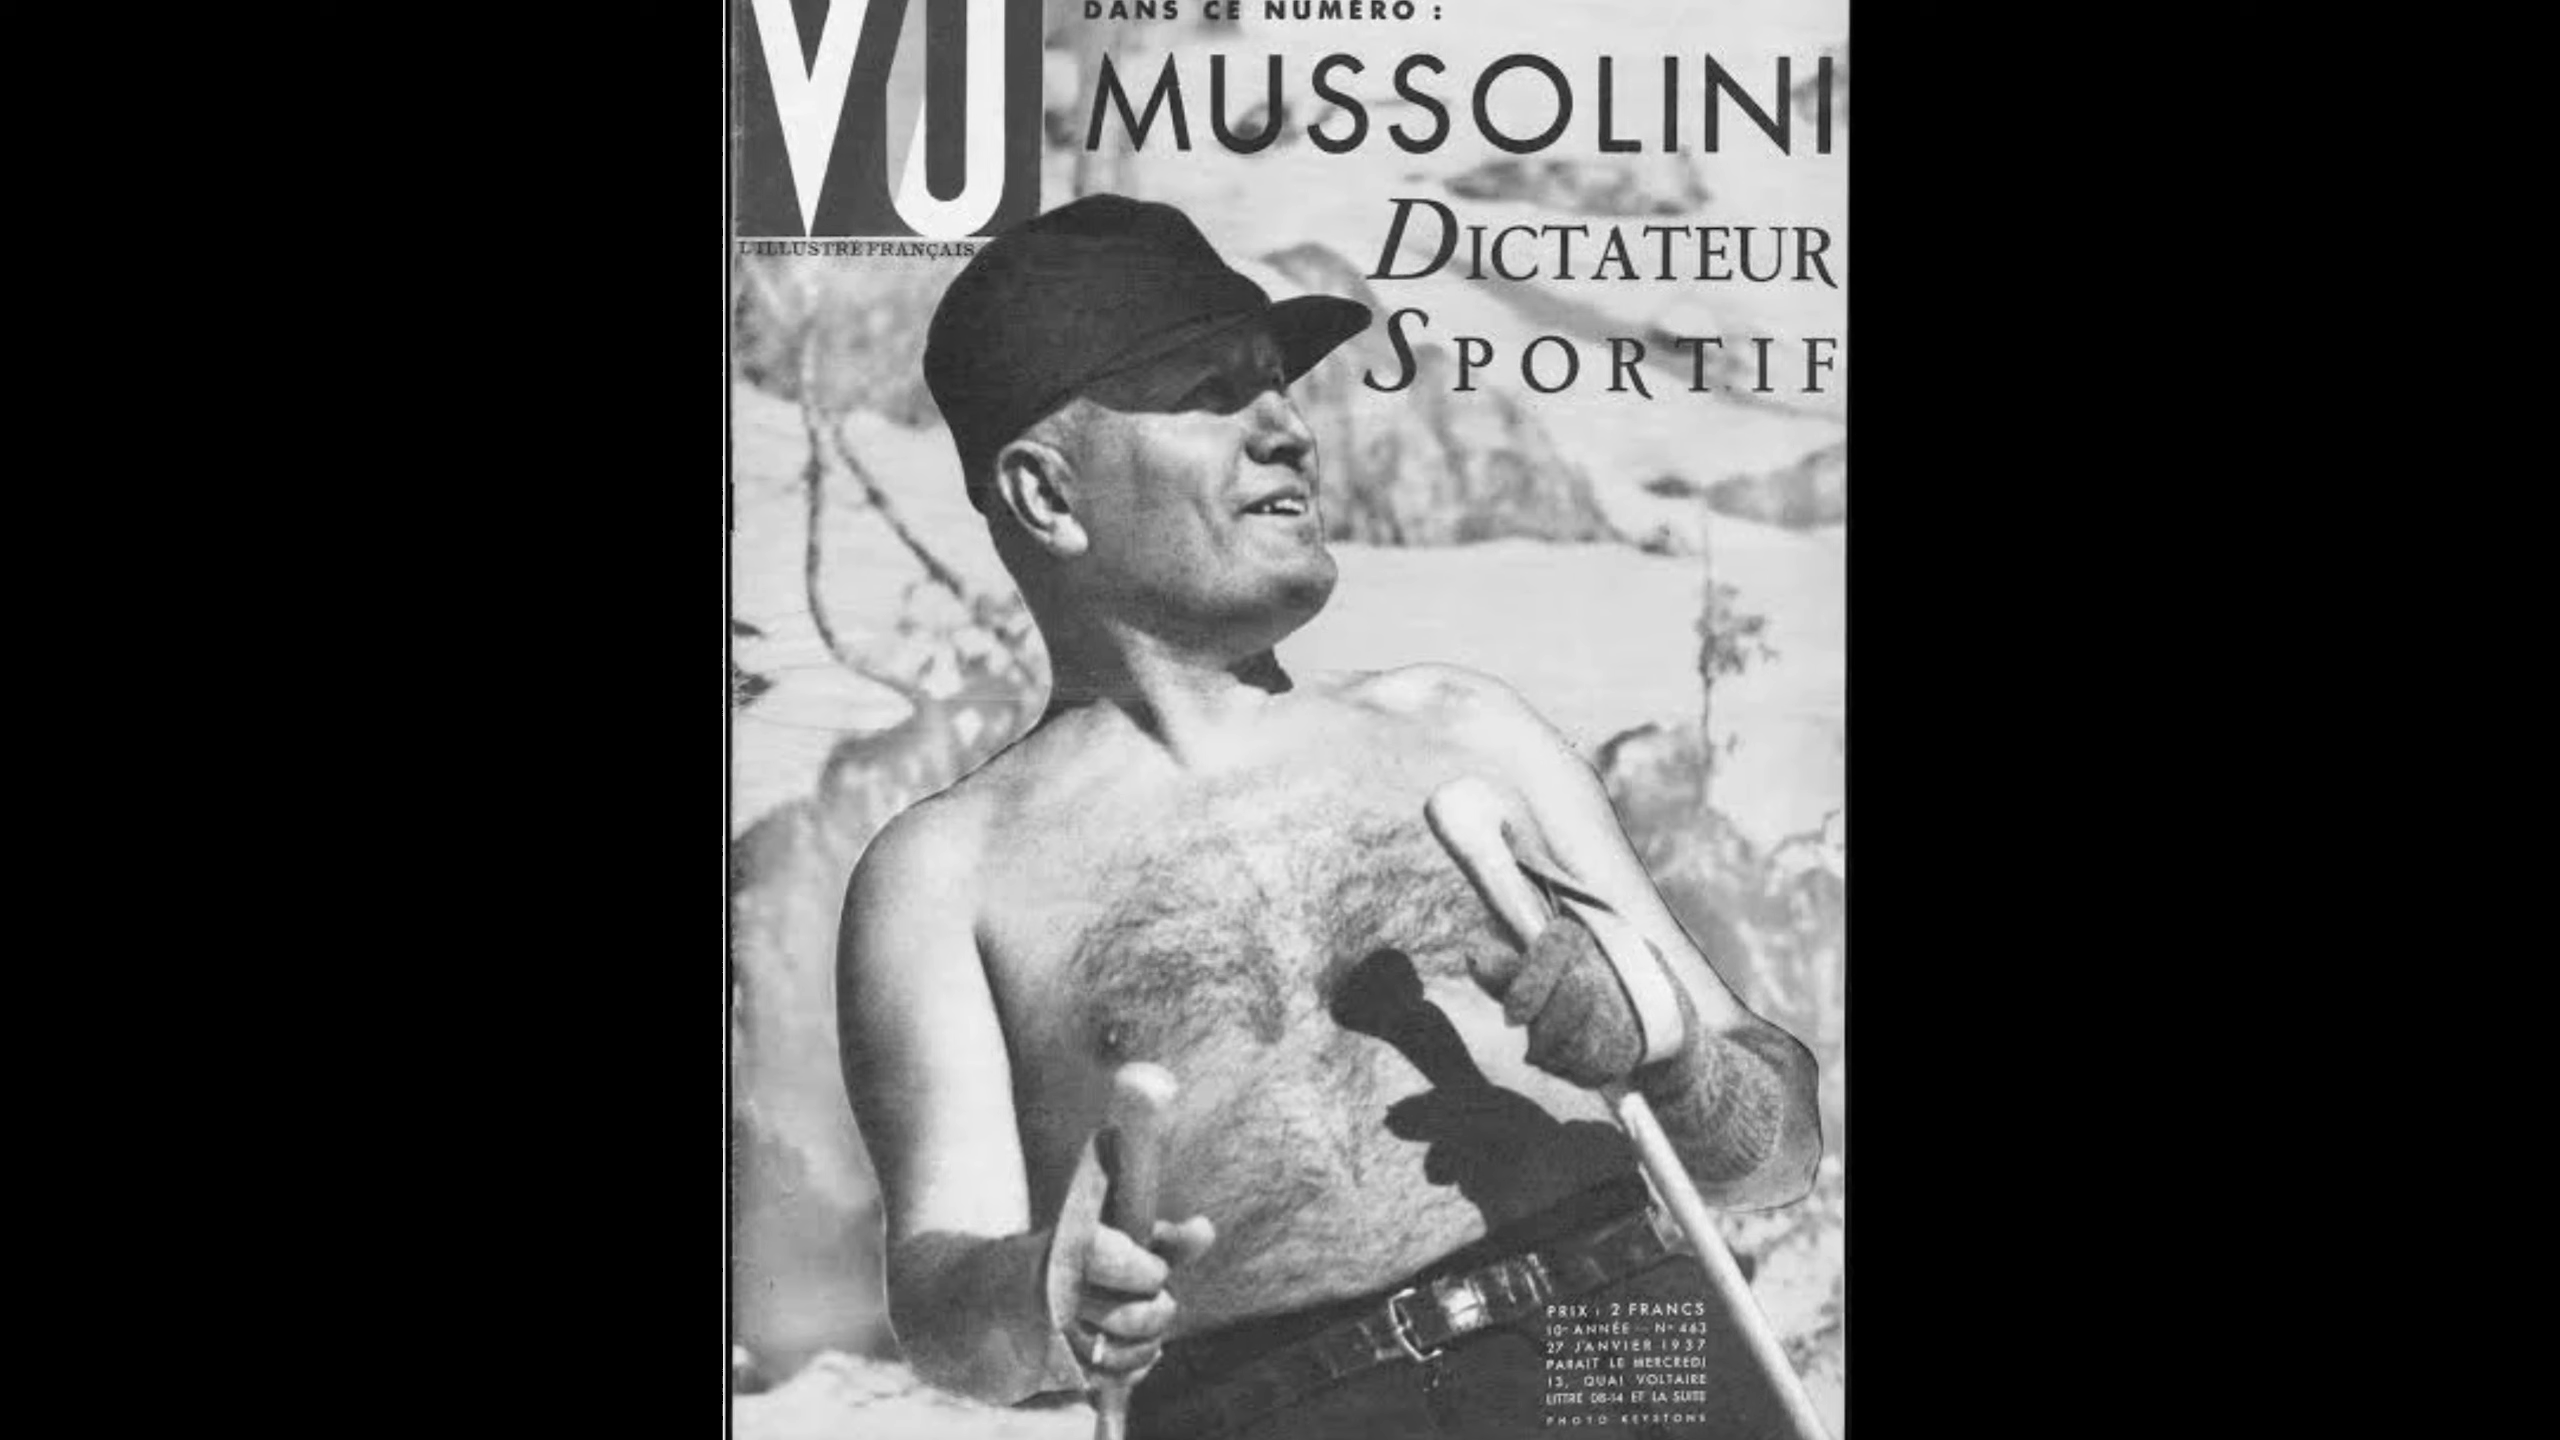 VU
L'ILLUSTRÉ FRANÇAIS
DANS CE NUMÉRO :
MUSSOLINI
DICTATEUR
SPORTIF
PRIX : 2 FRANCS
10e ANNÉE — No 463
27 JANVIER 1937
PARAIT LE MERCREDI
13, QUAI VOLTAIRE
LITTRÉ 08-14 ET LA SUITE
PHOTO KEYSTONE